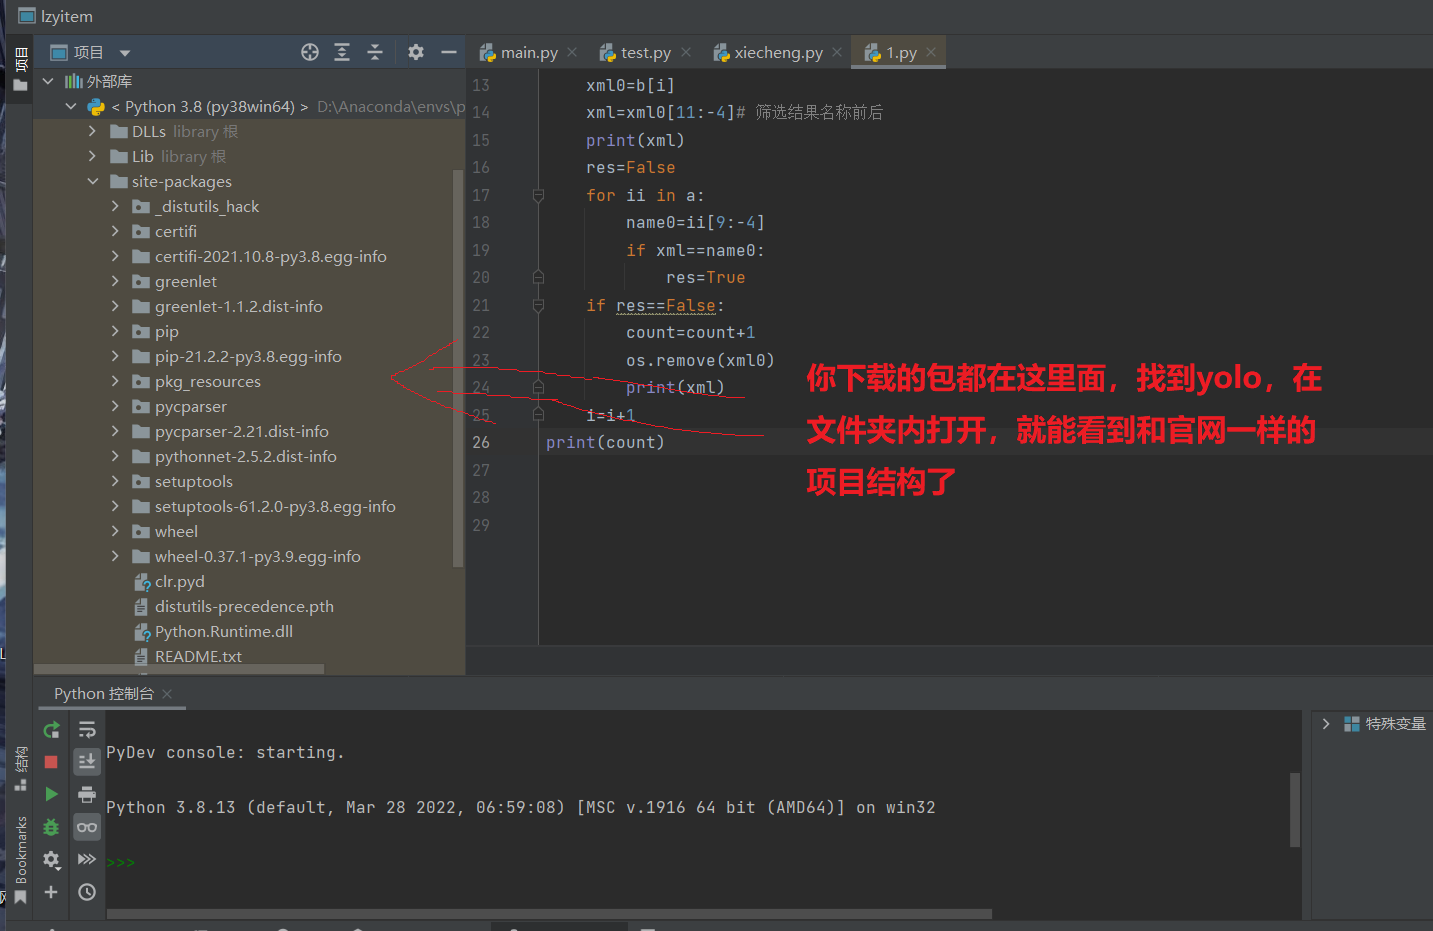 lzyitem
项目
项目
main.py
test.py
xiecheng.py
1.py
外部库
< Python 3.8 (py38win64) > D:\Anaconda\envs\p
DLLs library 根
Lib library 根
site-packages
_distutils_hack
certifi
certifi-2021.10.8-py3.8.egg-info
greenlet
greenlet-1.1.2.dist-info
pip
pip-21.2.2-py3.8.egg-info
pkg_resources
pycparser
pycparser-2.21.dist-info
pythonnet-2.5.2.dist-info
setuptools
setuptools-61.2.0-py3.8.egg-info
wheel
wheel-0.37.1-py3.9.egg-info
clr.pyd
distutils-precedence.pth
Python.Runtime.dll
README.txt
13 xml0=b[i]
14 xml=xml0[11:-4]# 筛选结果名称前后
15 print(xml)
16 res=False
17 for ii in a:
18 name0=ii[9:-4]
19 if xml==name0:
20 res=True
21 if res==False:
22 count=count+1
23 os.remove(xml0)
24 print(xml)
25 i=i+1
26 print(count)
27
28
29
你下载的包都在这里面，找到yolo，在
文件夹内打开，就能看到和官网一样的
项目结构了
结构
Bookmarks
Python 控制台
PyDev console: starting.
Python 3.8.13 (default, Mar 28 2022, 06:59:08) [MSC v.1916 64 bit (AMD64)] on win32
>>>
特殊变量